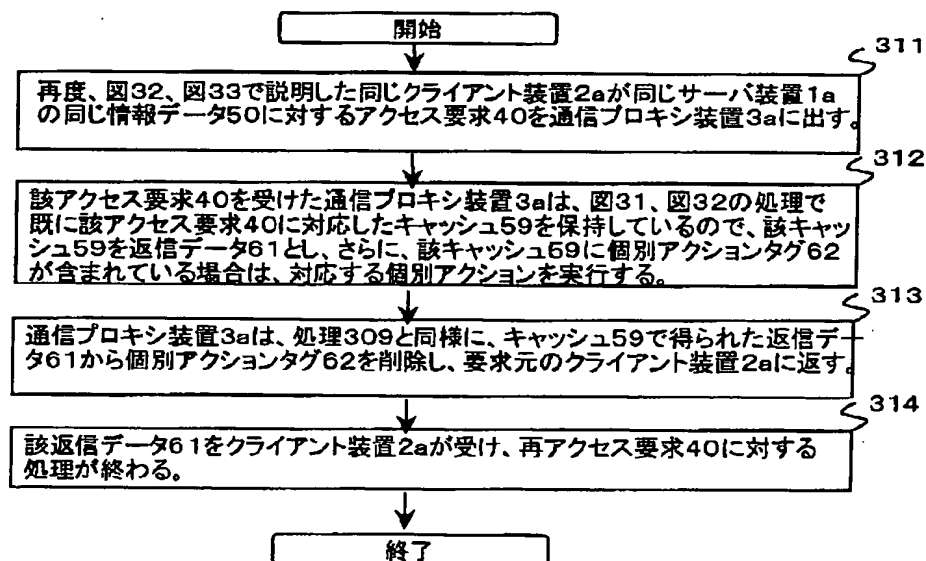 開始
311
再度、図32、図33で説明した同じクライアント装置2aが同じサーバ装置1a
の同じ情報データ50に対するアクセス要求40を通信プロキシ装置3aに出す。
312
該アクセス要求40を受けた通信プロキシ装置3aは、図31、図32の処理で
既に該アクセス要求40に対応したキャッシュ59を保持しているので、該キャッ
シュ59を返信データ61とし、さらに、該キャッシュ59に個別アクションタグ62
が含まれている場合は、対応する個別アクションを実行する。
313
通信プロキシ装置3aは、処理309と同様に、キャッシュ59で得られた返信デー
タ61から個別アクションタグ62を削除し、要求元のクライアント装置2aに返す。
314
該返信データ61をクライアント装置2aが受け、再アクセス要求40に対する
処理が終わる。
終了